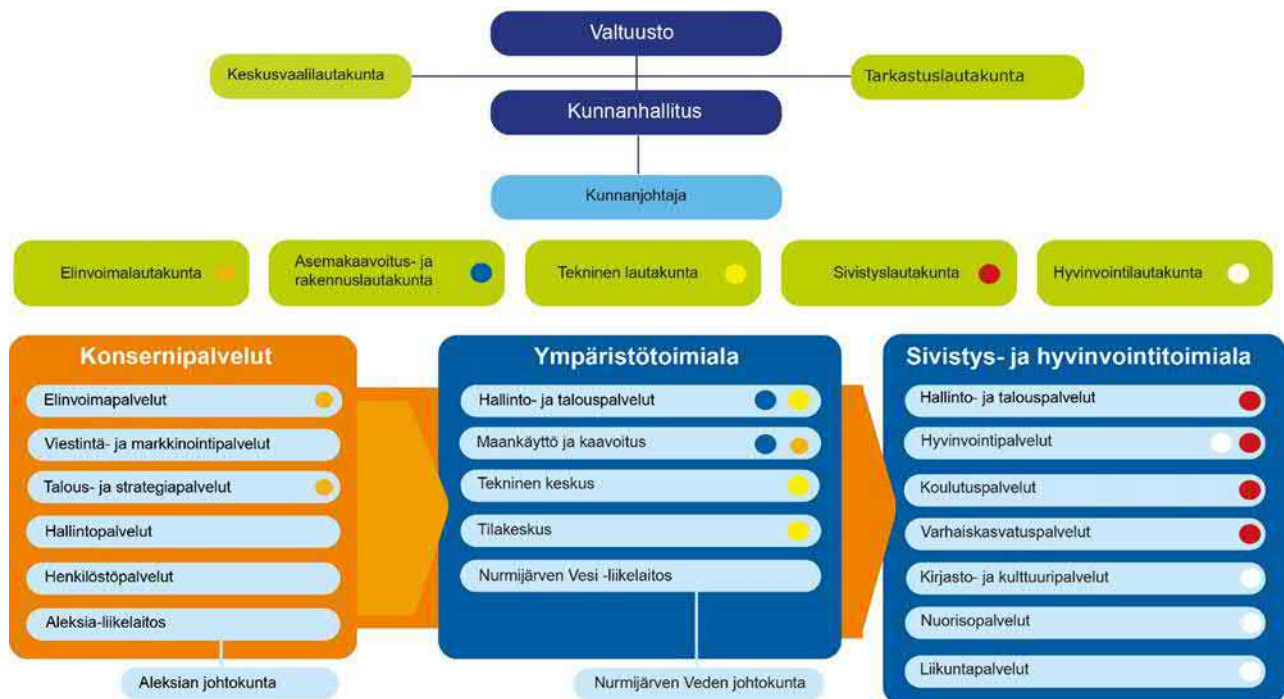 Valtuusto
Keskusvaalilautakunta
Tarkastuslautakunta
Kunnanhallitus
Kunnanjohtaja
Elinvoimalautakunta
Asemakaavoitus- ja
rakennuslautakunta
Tekninen lautakunta
Sivistyslautakunta
Hyvinvointilautakunta
Konsernipalvelut
Elinvoimapalvelut
Viestintä- ja markkinointipalvelut
Talous- ja strategiapalvelut
Hallintopalvelut
Henkilöstöpalvelut
Aleksia-liikelaitos
Aleksian johtokunta
Ympäristötoimiala
Hallinto- ja talouspalvelut
Maankäyttö ja kaavoitus
Tekninen keskus
Tilakeskus
Nurmijärven Vesi -liikelaitos
Nurmijärven Veden johtokunta
Sivistys- ja hyvinvointitoimiala
Hallinto- ja talouspalvelut
Hyvinvointipalvelut
Koulutuspalvelut
Varhaiskasvatuspalvelut
Kirjasto- ja kulttuuripalvelut
Nuorisopalvelut
Liikuntapalvelut